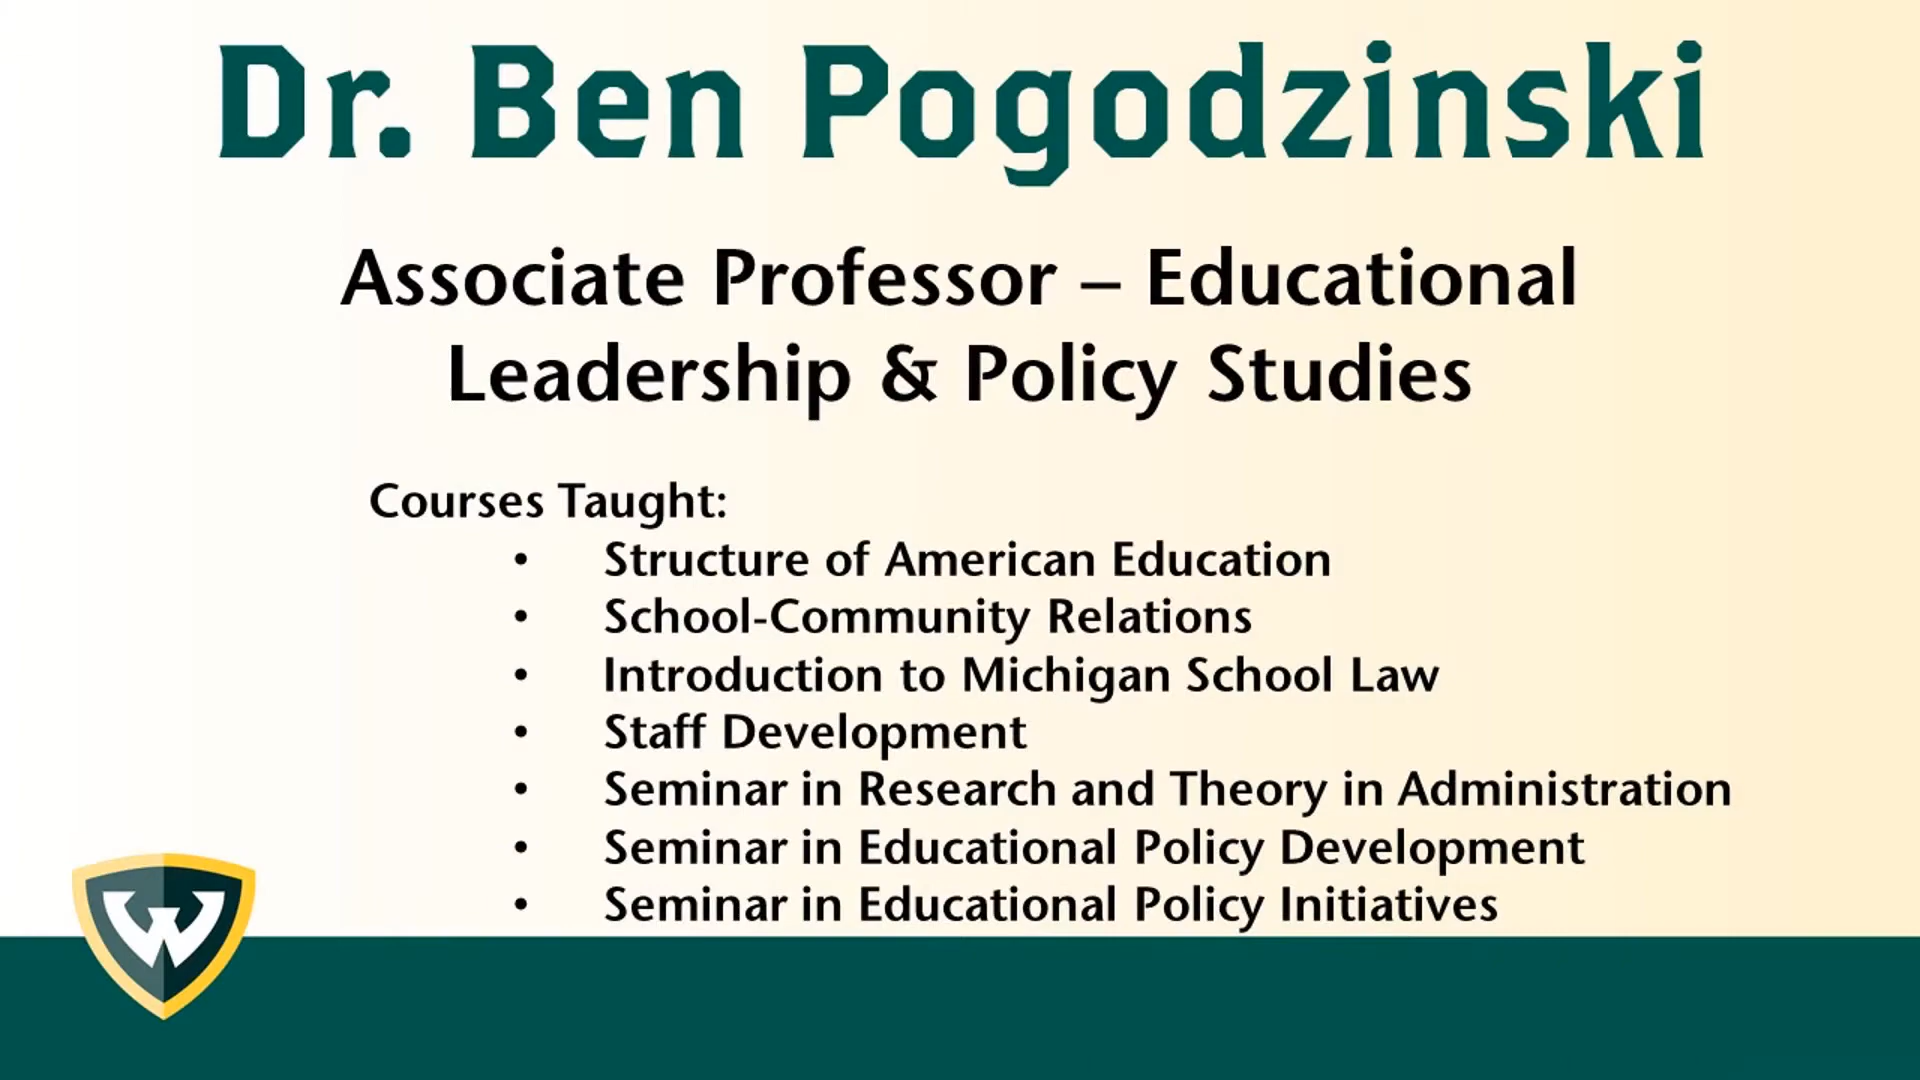 Dr. Ben Pogodzinski
Associate Professor – Educational
Leadership & Policy Studies
Courses Taught:
• Structure of American Education
• School-Community Relations
• Introduction to Michigan School Law
• Staff Development
• Seminar in Research and Theory in Administration
• Seminar in Educational Policy Development
• Seminar in Educational Policy Initiatives
W